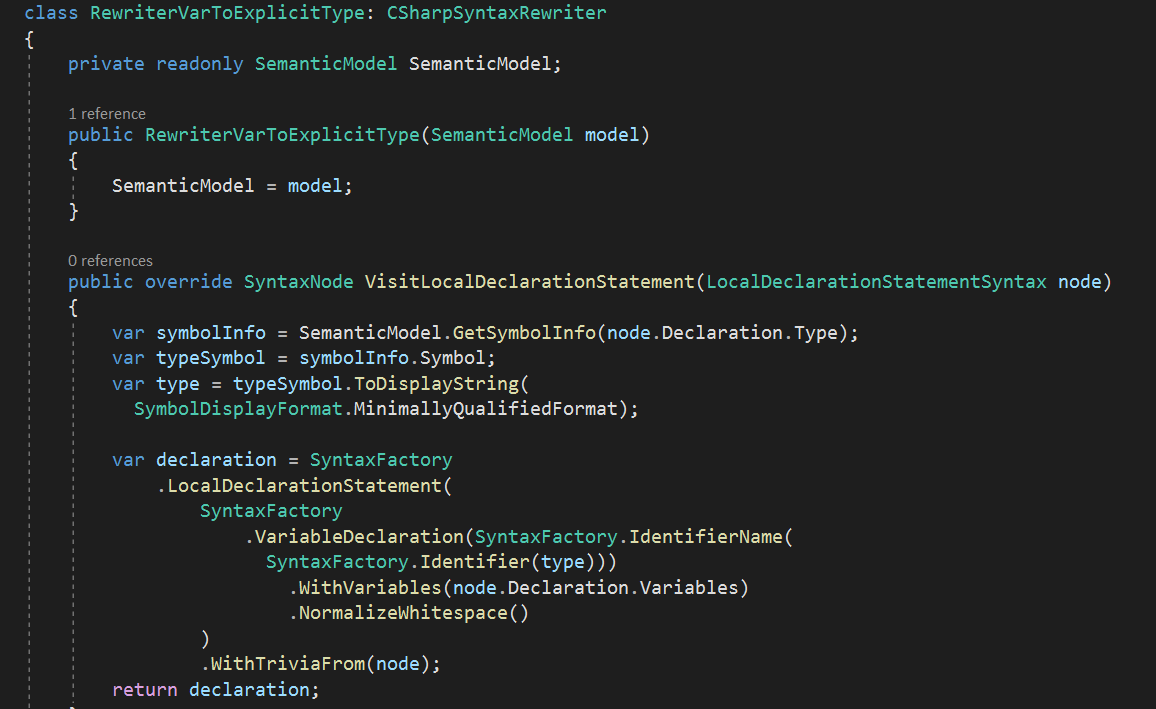 class RewriterVarToExplicitType: CSharpSyntaxRewriter
{
private readonly SemanticModel SemanticModel;
1 reference
public RewriterVarToExplicitType(SemanticModel model)
{
SemanticModel = model;
}
0 references
public override SyntaxNode VisitLocalDeclarationStatement(LocalDeclarationStatementSyntax node)
{
var symbolInfo = SemanticModel.GetSymbolInfo(node.Declaration.Type);
var typeSymbol = symbolInfo.Symbol;
var type = typeSymbol.ToDisplayString(
SymbolDisplayFormat.MinimallyQualifiedFormat);
var declaration = SyntaxFactory
.LocalDeclarationStatement(
SyntaxFactory
.VariableDeclaration(SyntaxFactory.IdentifierName(
SyntaxFactory.Identifier(type)))
.WithVariables(node.Declaration.Variables)
.NormalizeWhitespace()
)
.WithTriviaFrom(node);
return declaration;